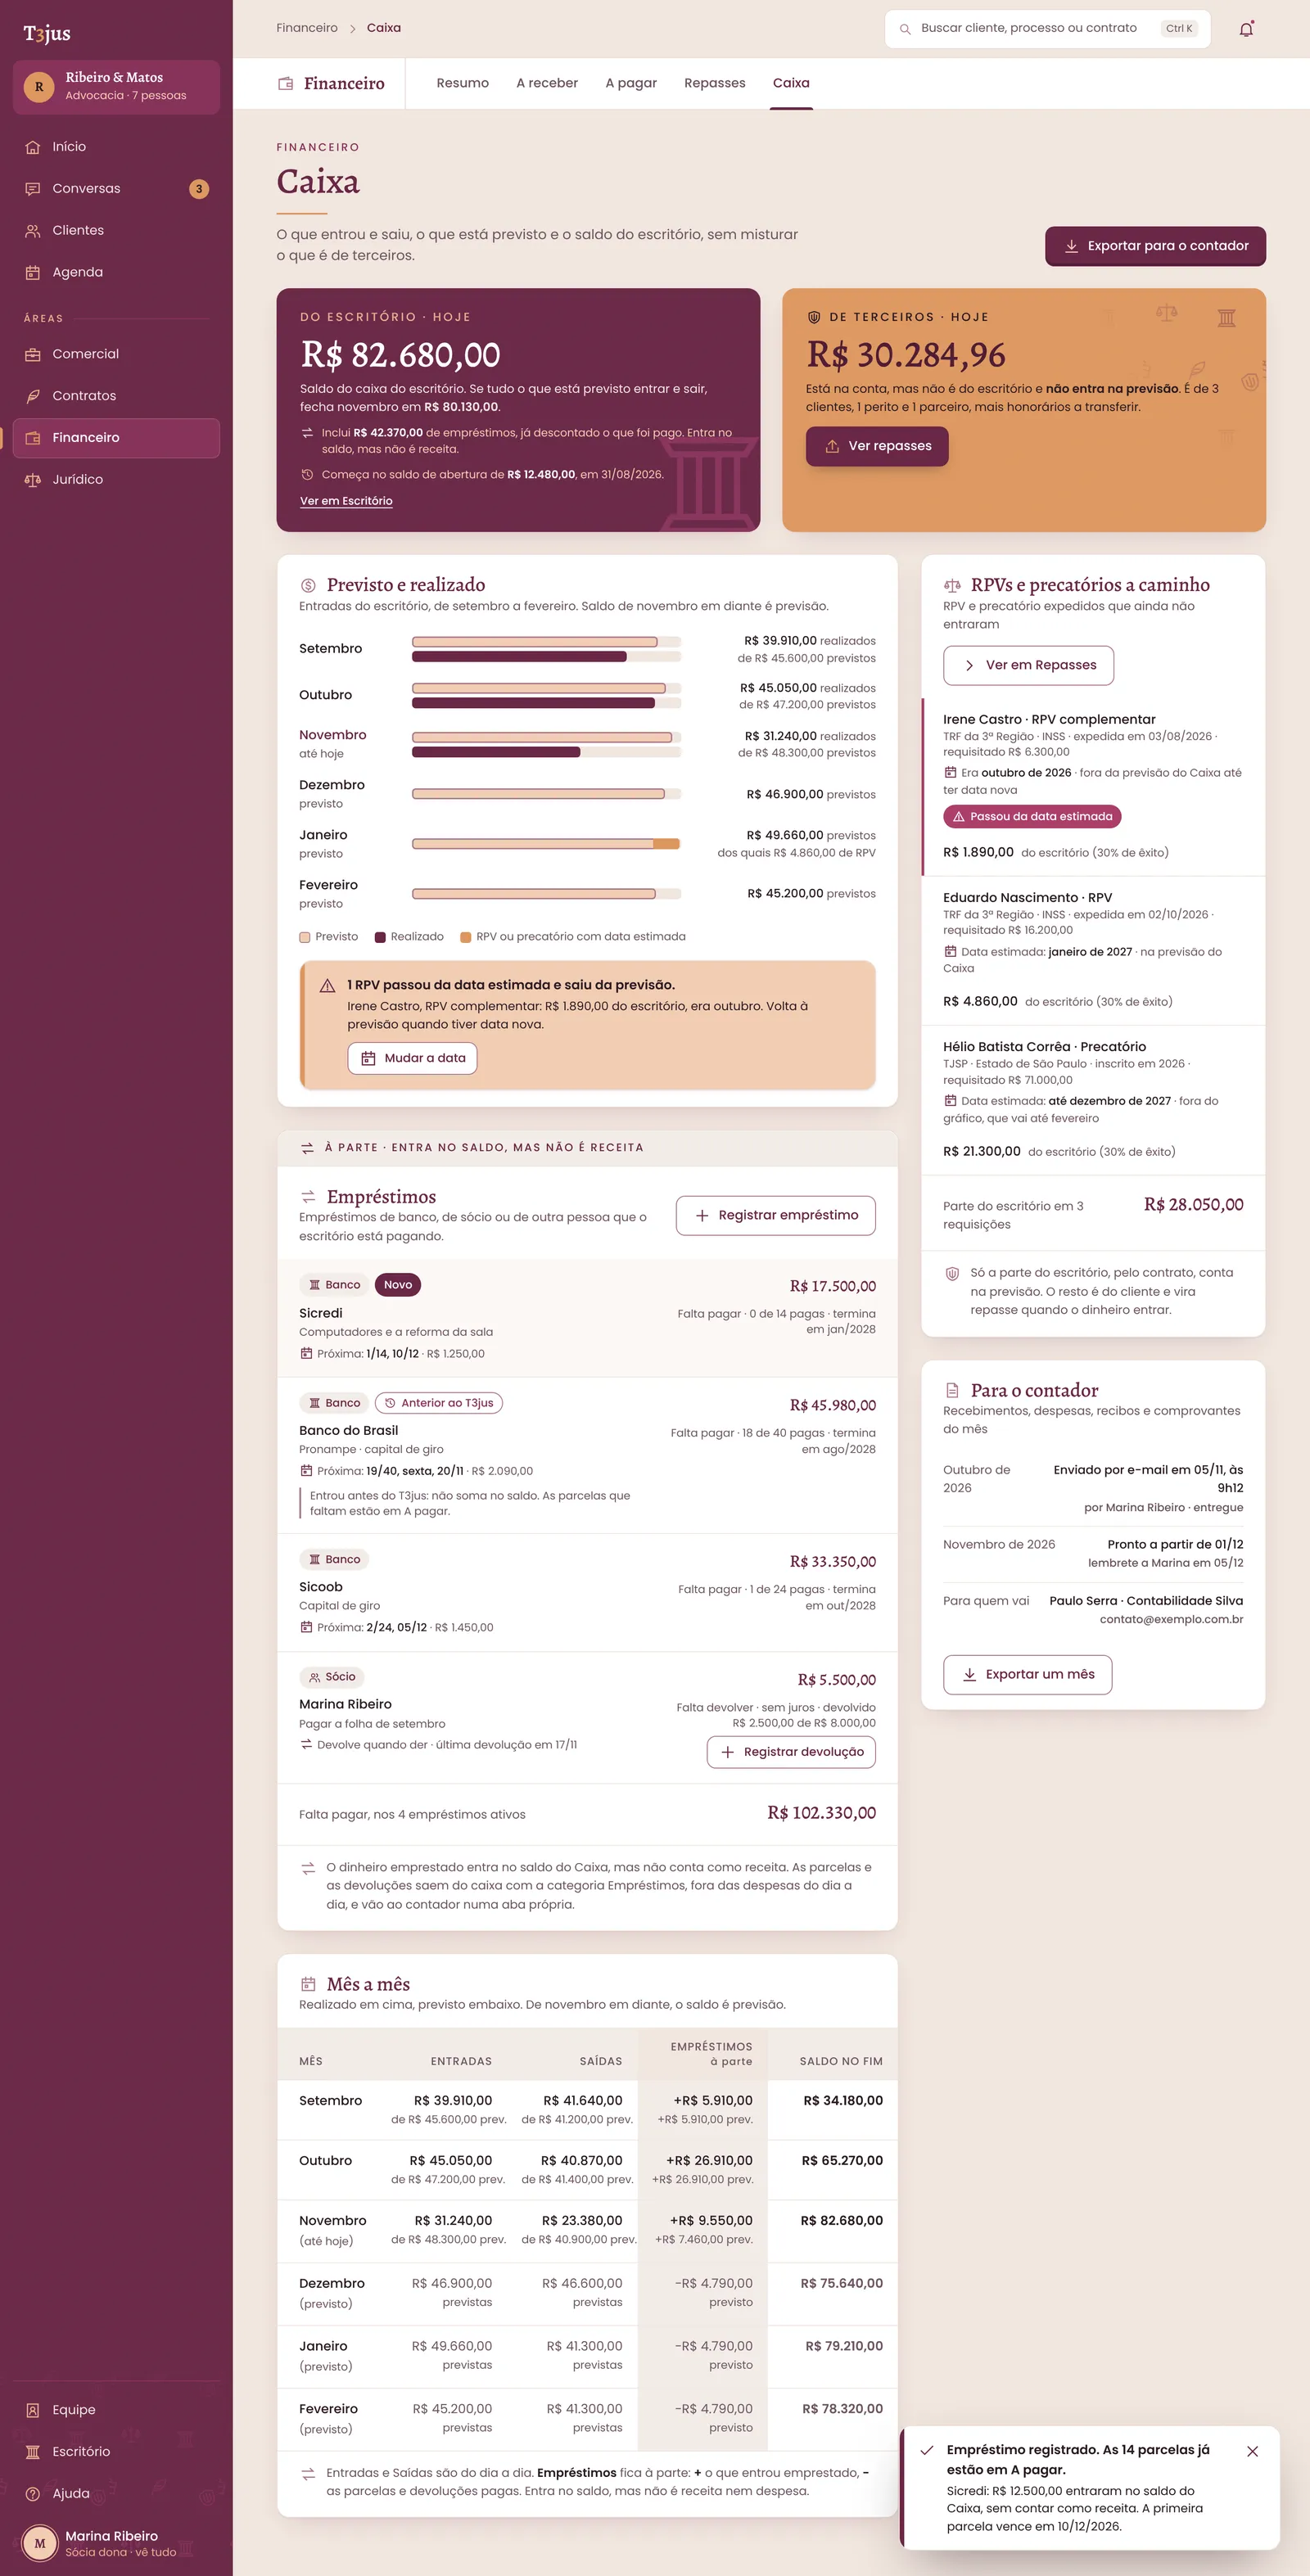 T3jus
Ribeiro & Matos
Advocacia · 7 pessoas
Início
Conversas
3
Clientes
Agenda
ÁREAS
Comercial
Contratos
Financeiro
Jurídico
Equipe
Escritório
Ajuda
M
Marina Ribeiro
Sócia dona · vê tudo
R
Financeiro > Caixa
Buscar cliente, processo ou contrato
Ctrl K
Financeiro
Resumo
A receber
A pagar
Repasses
Caixa
FINANCEIRO
Caixa
O que entrou e saiu, o que está previsto e o saldo do escritório, sem misturar
o que é de terceiros.
Exportar para o contador
DO ESCRITÓRIO · HOJE
R$ 82.680,00
Saldo do caixa do escritório. Se tudo o que está previsto entrar e sair,
fecha novembro em R$ 80.130,00.
Inclui R$ 42.370,00 de empréstimos, já descontado o que foi pago. Entra no
saldo, mas não é receita.
Começa no saldo de abertura de R$ 12.480,00, em 31/08/2026.
Ver em Escritório
DE TERCEIROS · HOJE
R$ 30.284,96
Está na conta, mas não é do escritório e não entra na previsão. É de 3
clientes, 1 perito e 1 parceiro, mais honorários a transferir.
Ver repasses
Previsto e realizado
Entradas do escritório, de setembro a fevereiro. Saldo de novembro em diante é previsão.
Setembro
R$ 39.910,00 realizados
de R$ 45.600,00 previstos
Outubro
R$ 45.050,00 realizados
de R$ 47.200,00 previstos
Novembro
até hoje
R$ 31.240,00 realizados
de R$ 48.300,00 previstos
Dezembro
previsto
R$ 46.900,00 previstos
Janeiro
previsto
R$ 49.660,00 previstos
dos quais R$ 4.860,00 de RPV
Fevereiro
previsto
R$ 45.200,00 previstos
Previsto
Realizado
RPV ou precatório com data estimada
1 RPV passou da data estimada e saiu da previsão.
Irene Castro, RPV complementar: R$ 1.890,00 do escritório, era outubro. Volta à
previsão quando tiver data nova.
Mudar a data
RPVs e precatórios a caminho
RPV e precatório expedidos que ainda não
entraram
Ver em Repasses
Irene Castro · RPV complementar
TRF da 3ª Região · INSS · expedida em 03/08/2026 ·
requisitado R$ 6.300,00
Era outubro de 2026 · fora da previsão do Caixa até
ter data nova
Passou da data estimada
R$ 1.890,00 do escritório (30% de êxito)
Eduardo Nascimento · RPV
TRF da 3ª Região · INSS · expedida em 02/10/2026 ·
requisitado R$ 16.200,00
Data estimada: janeiro de 2027 · na previsão do
Caixa
R$ 4.860,00 do escritório (30% de êxito)
Hélio Batista Corrêa · Precatório
TJSP · Estado de São Paulo · inscrito em 2026 ·
requisitado R$ 71.000,00
Data estimada: até dezembro de 2027 · fora do
gráfico, que vai até fevereiro
R$ 21.300,00 do escritório (30% de êxito)
Parte do escritório em 3
requisições
R$ 28.050,00
Só a parte do escritório, pelo contrato, conta
na previsão. O resto é do cliente e vira
repasse quando o dinheiro entrar.
À PARTE · ENTRA NO SALDO, MAS NÃO É RECEITA
Empréstimos
Empréstimos de banco, de sócio ou de outra pessoa que o
escritório está pagando.
Registrar empréstimo
Banco
Novo
Sicredi
Computadores e a reforma da sala
Próxima: 1/14, 10/12 · R$ 1.250,00
R$ 17.500,00
Falta pagar · 0 de 14 pagas · termina
em jan/2028
Banco
Anterior ao T3jus
Banco do Brasil
Pronampe · capital de giro
Próxima: 19/40, sexta, 20/11 · R$ 2.090,00
Entrou antes do T3jus: não soma no saldo. As parcelas que
faltam estão em A pagar.
R$ 45.980,00
Falta pagar · 18 de 40 pagas · termina
em ago/2028
Banco
Sicoob
Capital de giro
Próxima: 2/24, 05/12 · R$ 1.450,00
R$ 33.350,00
Falta pagar · 1 de 24 pagas · termina
em out/2028
Sócio
Marina Ribeiro
Pagar a folha de setembro
Devolve quando der · última devolução em 17/11
R$ 5.500,00
Falta devolver · sem juros · devolvido
R$ 2.500,00 de R$ 8.000,00
Registrar devolução
Falta pagar, nos 4 empréstimos ativos
R$ 102.330,00
O dinheiro emprestado entra no saldo do Caixa, mas não conta como receita. As parcelas e
as devoluções saem do caixa com a categoria Empréstimos, fora das despesas do dia a
dia, e vão ao contador numa aba própria.
Para o contador
Recebimentos, despesas, recibos e comprovantes
do mês
Outubro de
2026
Enviado por e-mail em 05/11, às
9h12
por Marina Ribeiro · entregue
Novembro de 2026
Pronto a partir de 01/12
lembrete a Marina em 05/12
Para quem vai
Paulo Serra · Contabilidade Silva
contato@exemplo.com.br
Exportar um mês
Mês a mês
Realizado em cima, previsto embaixo. De novembro em diante, o saldo é previsão.
MÊS
ENTRADAS
SAÍDAS
EMPRÉSTIMOS
à parte
SALDO NO FIM
Setembro
R$ 39.910,00
R$ 41.640,00
+R$ 5.910,00
R$ 34.180,00
de R$ 45.600,00 prev.
de R$ 41.200,00 prev.
+R$ 5.910,00 prev.
Outubro
R$ 45.050,00
R$ 40.870,00
+R$ 26.910,00
R$ 65.270,00
de R$ 47.200,00 prev.
de R$ 41.400,00 prev.
+R$ 26.910,00 prev.
Novembro
R$ 31.240,00
R$ 23.380,00
+R$ 9.550,00
R$ 82.680,00
(até hoje)
de R$ 48.300,00 prev.
de R$ 40.900,00 prev.
+R$ 7.460,00 prev.
Dezembro
R$ 46.900,00
R$ 46.600,00
−R$ 4.790,00
R$ 75.640,00
(previsto)
previstas
previstas
previsto
Janeiro
R$ 49.660,00
R$ 41.300,00
−R$ 4.790,00
R$ 79.210,00
(previsto)
previstas
previstas
previsto
Fevereiro
R$ 45.200,00
R$ 41.300,00
−R$ 4.790,00
R$ 78.320,00
(previsto)
previstas
previstas
previsto
Entradas e Saídas são do dia a dia. Empréstimos fica à parte: + o que entrou emprestado, −
as parcelas e devoluções pagas. Entra no saldo, mas não é receita nem despesa.
Empréstimo registrado. As 14 parcelas já
estão em A pagar.
Sicredi: R$ 12.500,00 entraram no saldo do
Caixa, sem contar como receita. A primeira
parcela vence em 10/12/2026.